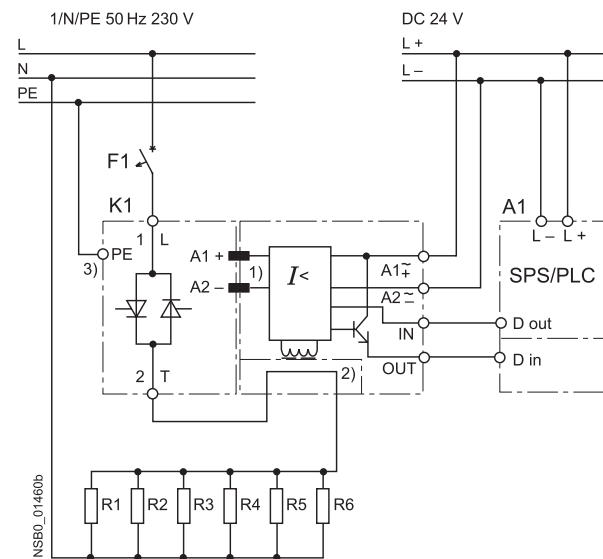 1/N/PE 50 Hz 230 V
DC 24 V
L
L +
N
L –
PE
F1
K1
A1
1 L
L – L +
PE
3)
A1 +
1)
I<
A1 ~ +
SPS/PLC
A2 –
A2 ~ –
IN
D out
2 T
2)
OUT
D in
R1 R2 R3 R4 R5 R6
NSB0_01460b